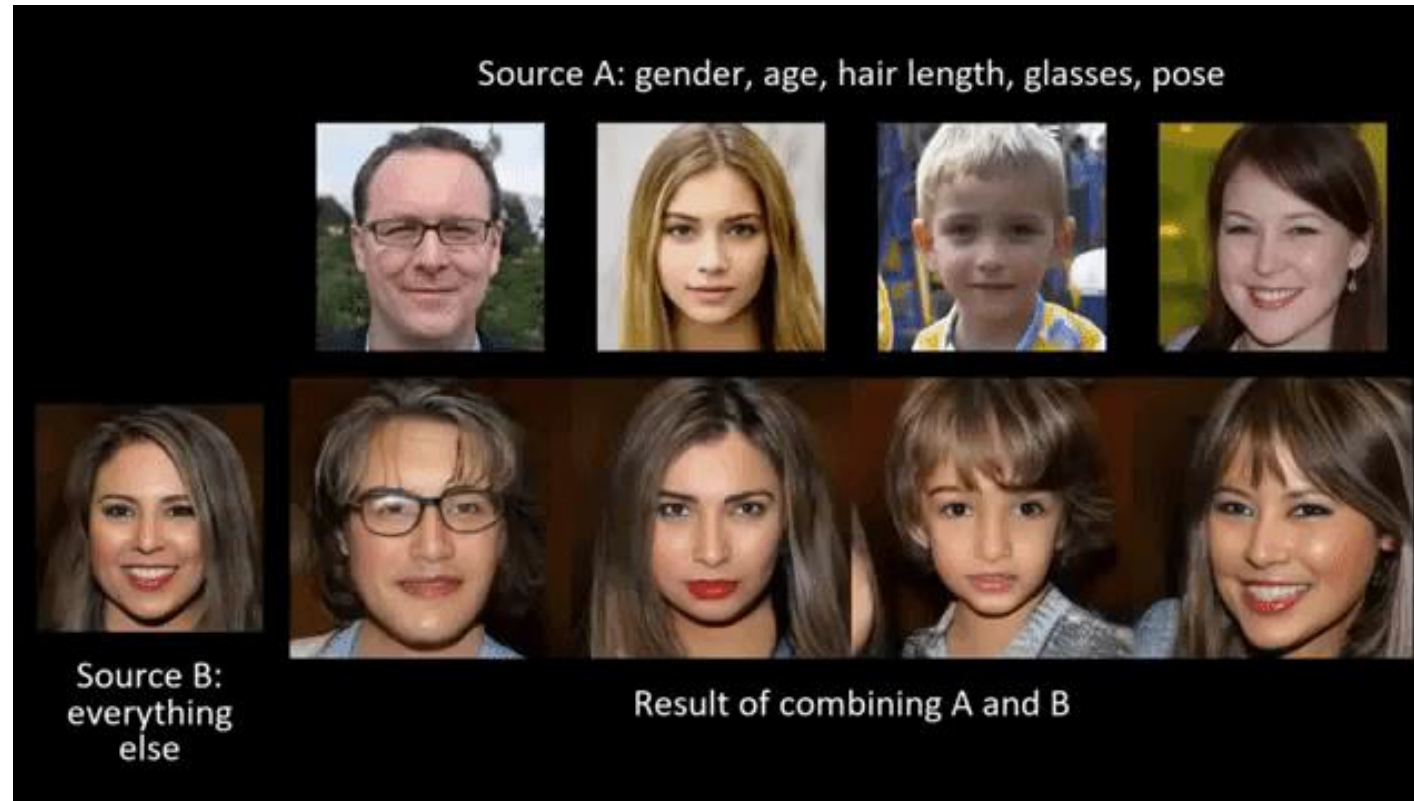 Source A: gender, age, hair length, glasses, pose
Source B:
everything
else
Result of combining A and B